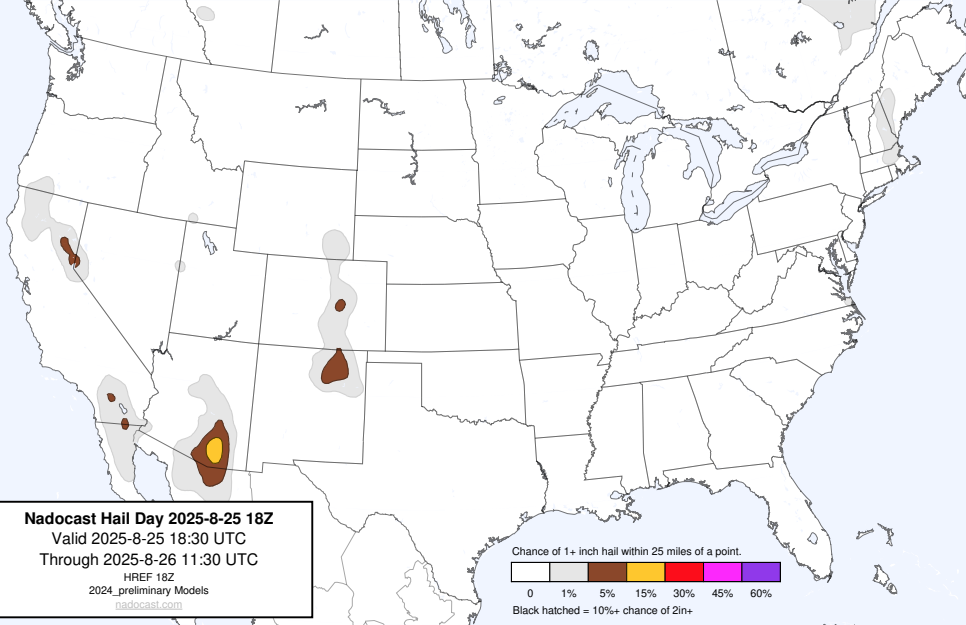 Nadocast Hail Day 2025-8-25 18Z
Valid 2025-8-25 18:30 UTC
Through 2025-8-26 11:30 UTC
HREF 18Z
2024_preliminary Models
nadocast.com
Chance of 1+ inch hail within 25 miles of a point.
0 1% 5% 15% 30% 45% 60%
Black hatched = 10%+ chance of 2in+